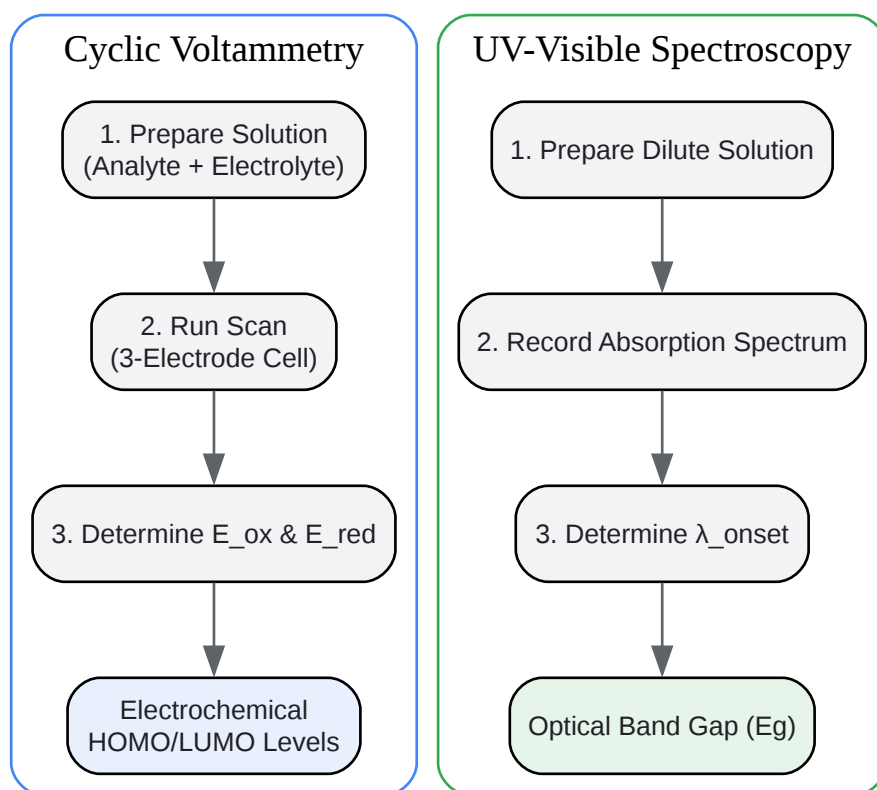 Cyclic Voltammetry
1. Prepare Solution
(Analyte + Electrolyte)
2. Run Scan
(3-Electrode Cell)
3. Determine E_ox & E_red
Electrochemical
HOMO/LUMO Levels
UV-Visible Spectroscopy
1. Prepare Dilute Solution
2. Record Absorption Spectrum
3. Determine λ_onset
Optical Band Gap (Eg)